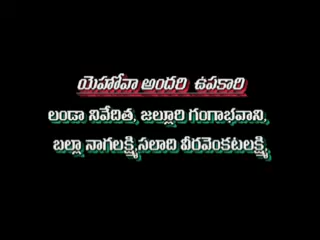 యెహోవా అందరి ఉపకారి
లండా నివేదిత, జల్లూరి గంగాభవాని,
బల్లా నాగలక్ష్మి,సలాది వీరవెంకటలక్ష్మి,